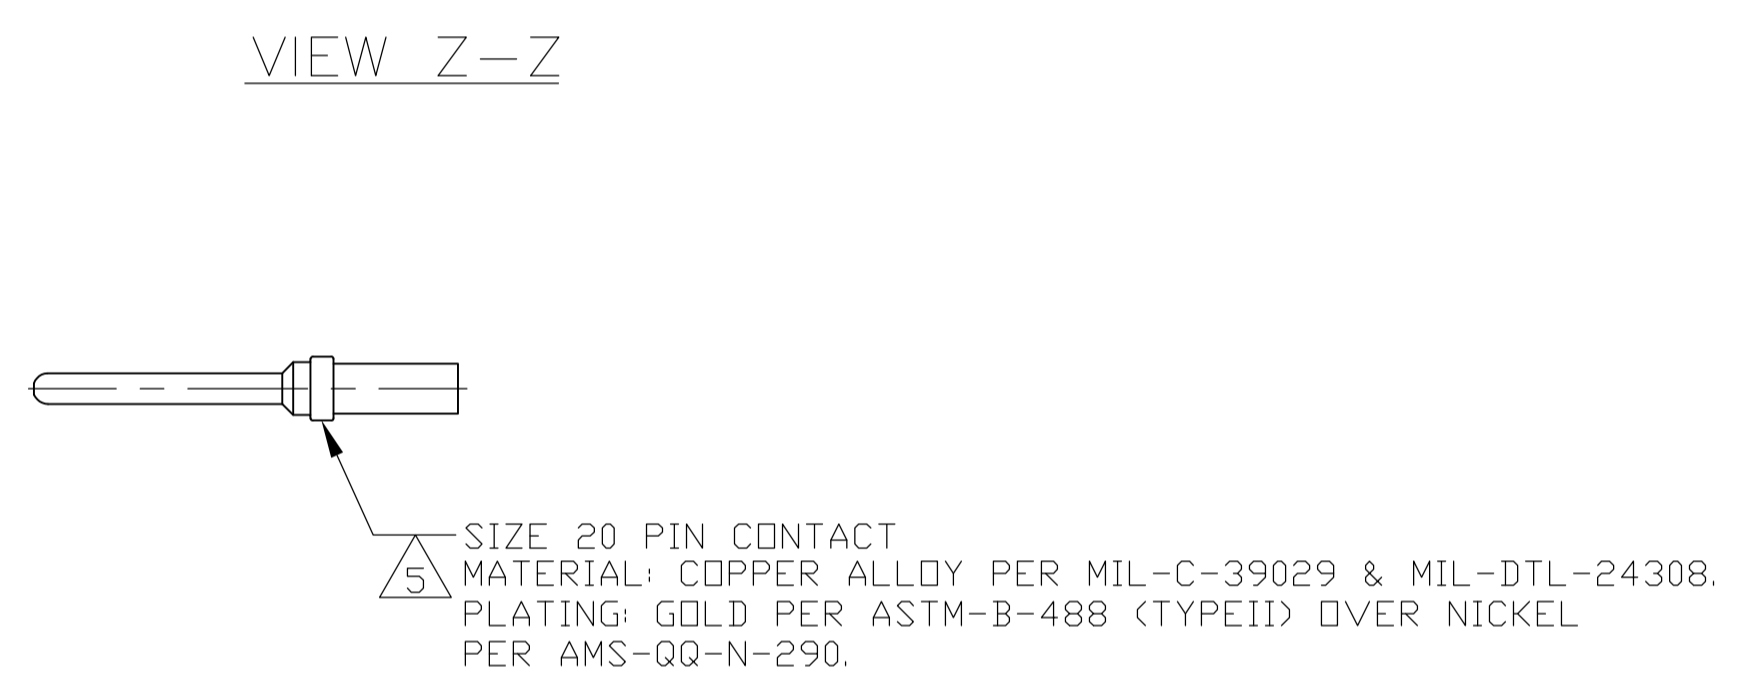 VIEW Z-Z
SIZE 20 PIN CONTACT
5
MATERIAL: COPPER ALLOY PER MIL-C-39029 & MIL-DTL-24308.
PLATING: GOLD PER ASTM-B-488 (TYPEII) OVER NICKEL
PER AMS-QQ-N-290.